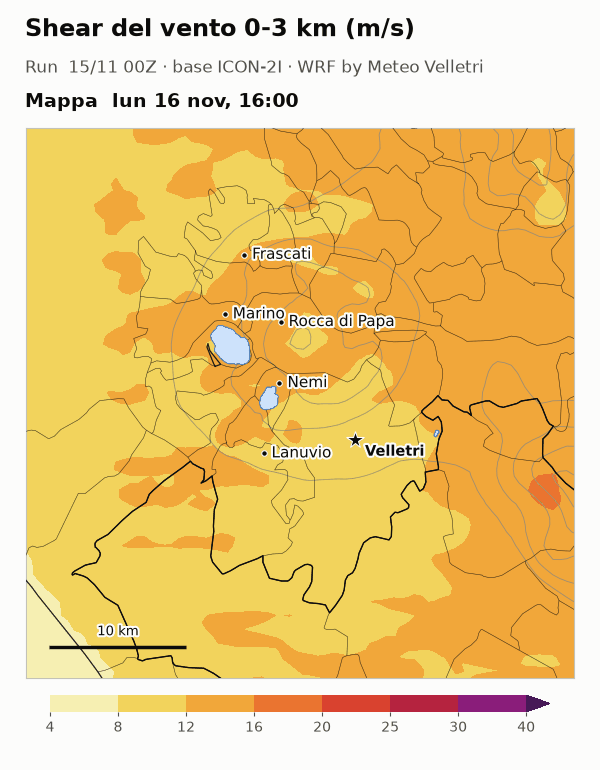 Shear del vento 0-3 km (m/s)
Run  15/11 00Z · base ICON-2I · WRF by Meteo Velletri
Mappa  lun 16 nov, 16:00
Frascati
Marino
Rocca di Papa
Nemi
Velletri
Lanuvio
10 km
4 8 12 16 20 25 30 40